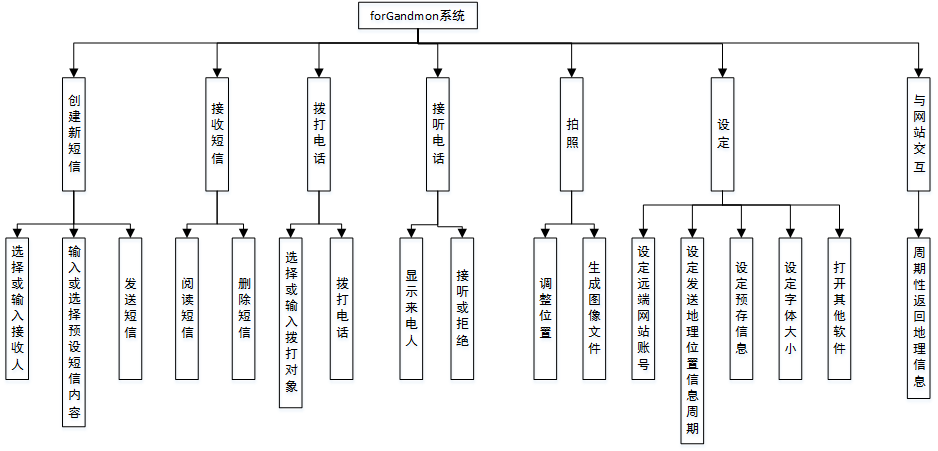 forGandmon系统
创建新短信
接收短信
拨打电话
接听电话
拍照
设定
与网站交互
选择或输入接收人
输入或选择预设短信内容
发送短信
阅读短信
删除短信
选择或输入拨打对象
拨打电话
显示来电人
接听或拒绝
调整位置
生成图像文件
设定远端网站账号
设定发送地理位置信息周期
设定预存信息
设定字体大小
打开其他软件
周期性返回地理信息